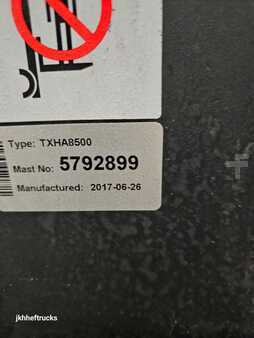 Type: TXHA8500
Mast No: 5792899
Manufactured: 2017-06-26
jkhheftrucks